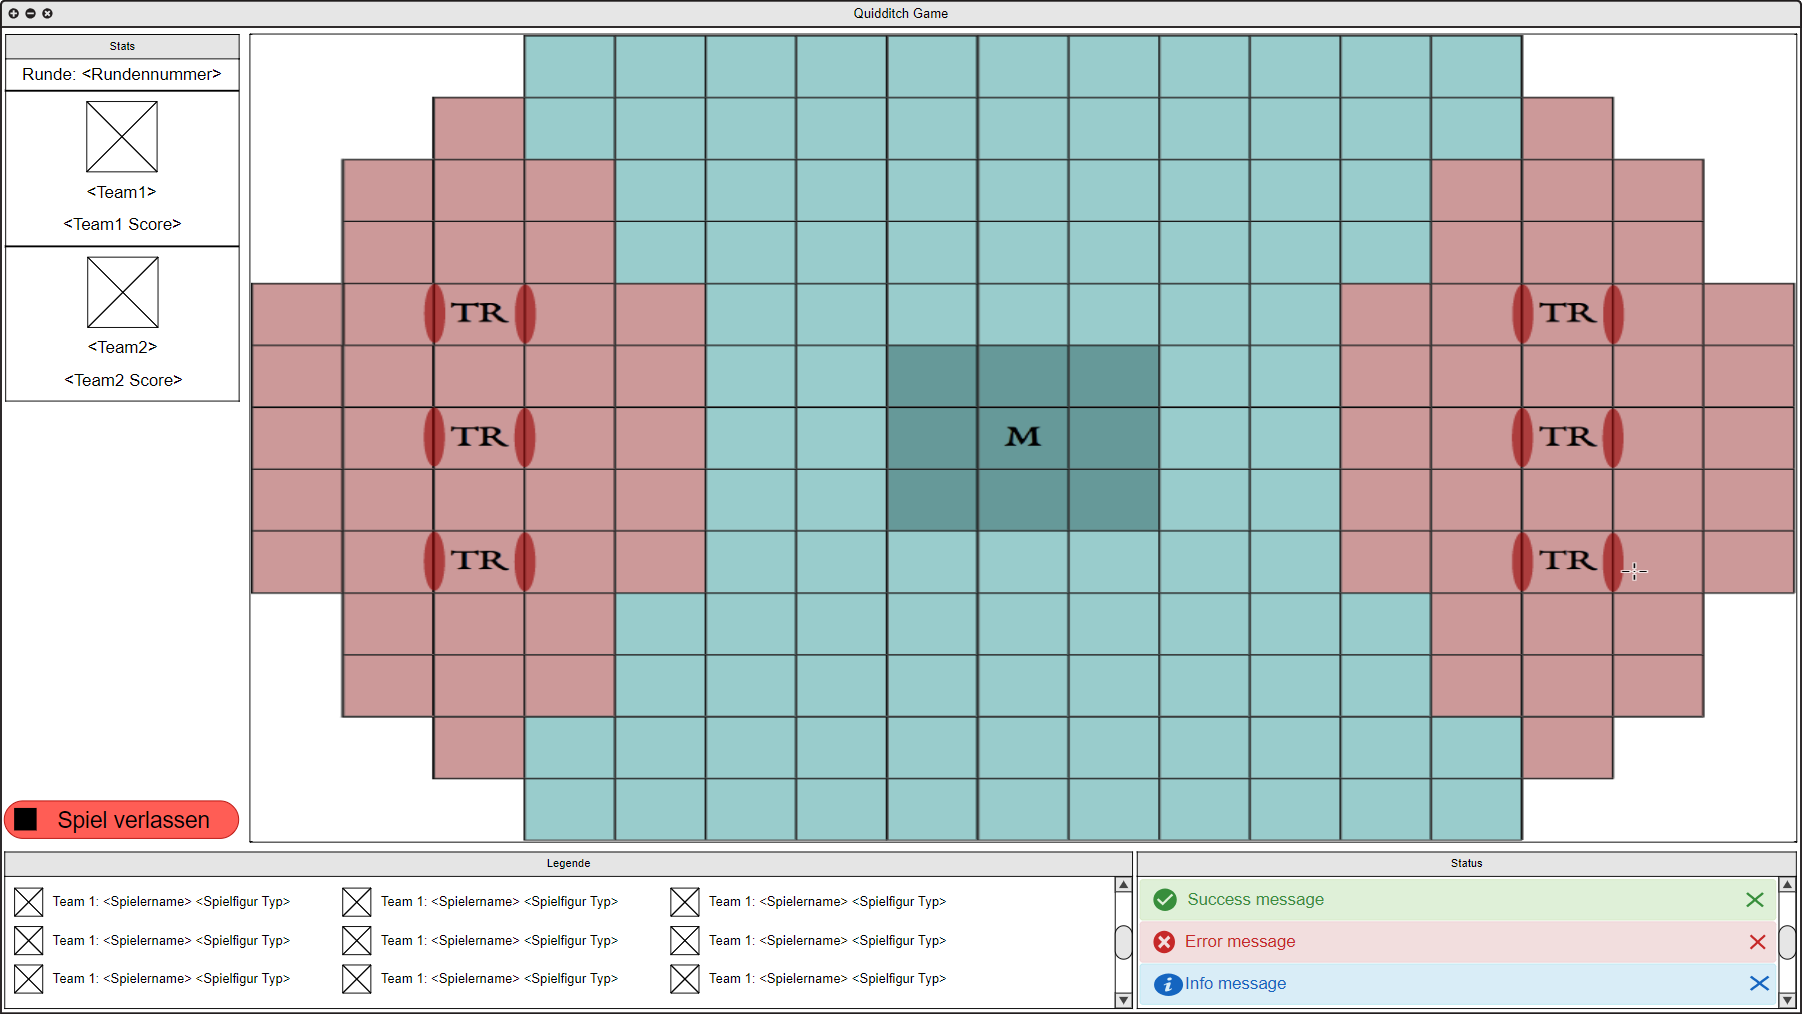 Quidditch Game
Stats
Runde: <Rundennummer>
<Team1>
<Team1 Score>
<Team2>
<Team2 Score>
TR TR
M
TR TR
TR TR
Spiel verlassen
Legende
Team 1: <Spielername> <Spielfigur Typ> Team 1: <Spielername> <Spielfigur Typ> Team 1: <Spielername> <Spielfigur Typ>
Team 1: <Spielername> <Spielfigur Typ> Team 1: <Spielername> <Spielfigur Typ> Team 1: <Spielername> <Spielfigur Typ>
Team 1: <Spielername> <Spielfigur Typ> Team 1: <Spielername> <Spielfigur Typ> Team 1: <Spielername> <Spielfigur Typ>
Status
Success message
Error message
Info message